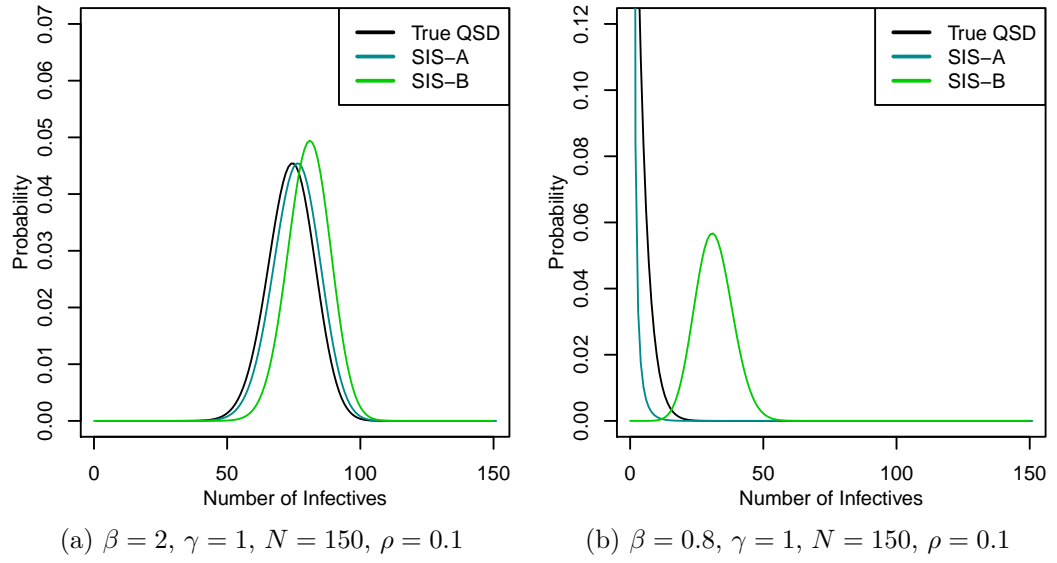 True QSD
SIS−A
SIS−B
0.07
0.06
0.05
0.04
0.03
0.02
0.01
0.00
Probability
0
50
100
150
Number of Infectives
(a) β = 2, γ = 1, N = 150, ρ = 0.1
True QSD
SIS−A
SIS−B
0.12
0.10
0.08
0.06
0.04
0.02
0.00
Probability
0
50
100
150
Number of Infectives
(b) β = 0.8, γ = 1, N = 150, ρ = 0.1